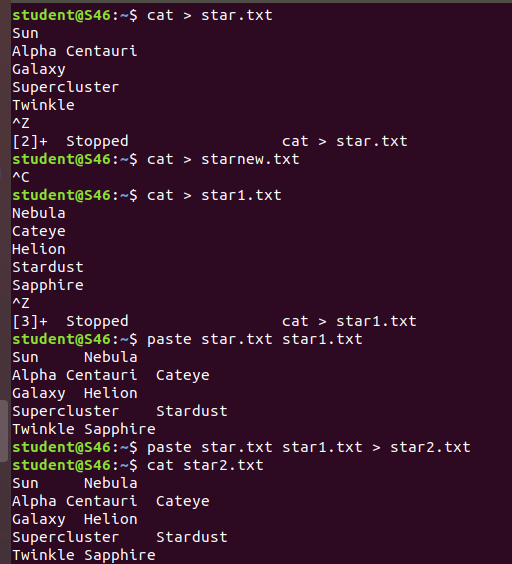 student@S46:~$ cat > star.txt
Sun
Alpha Centauri
Galaxy
Supercluster
Twinkle
^Z
[2]+  Stopped                 cat > star.txt
student@S46:~$ cat > starnew.txt
^C
student@S46:~$ cat > star1.txt
Nebula
Cateye
Helion
Stardust
Sapphire
^Z
[3]+  Stopped                 cat > star1.txt
student@S46:~$ paste star.txt star1.txt
Sun     Nebula
Alpha Centauri  Cateye
Galaxy  Helion
Supercluster    Stardust
Twinkle Sapphire
student@S46:~$ paste star.txt star1.txt > star2.txt
student@S46:~$ cat star2.txt
Sun     Nebula
Alpha Centauri  Cateye
Galaxy  Helion
Supercluster    Stardust
Twinkle Sapphire